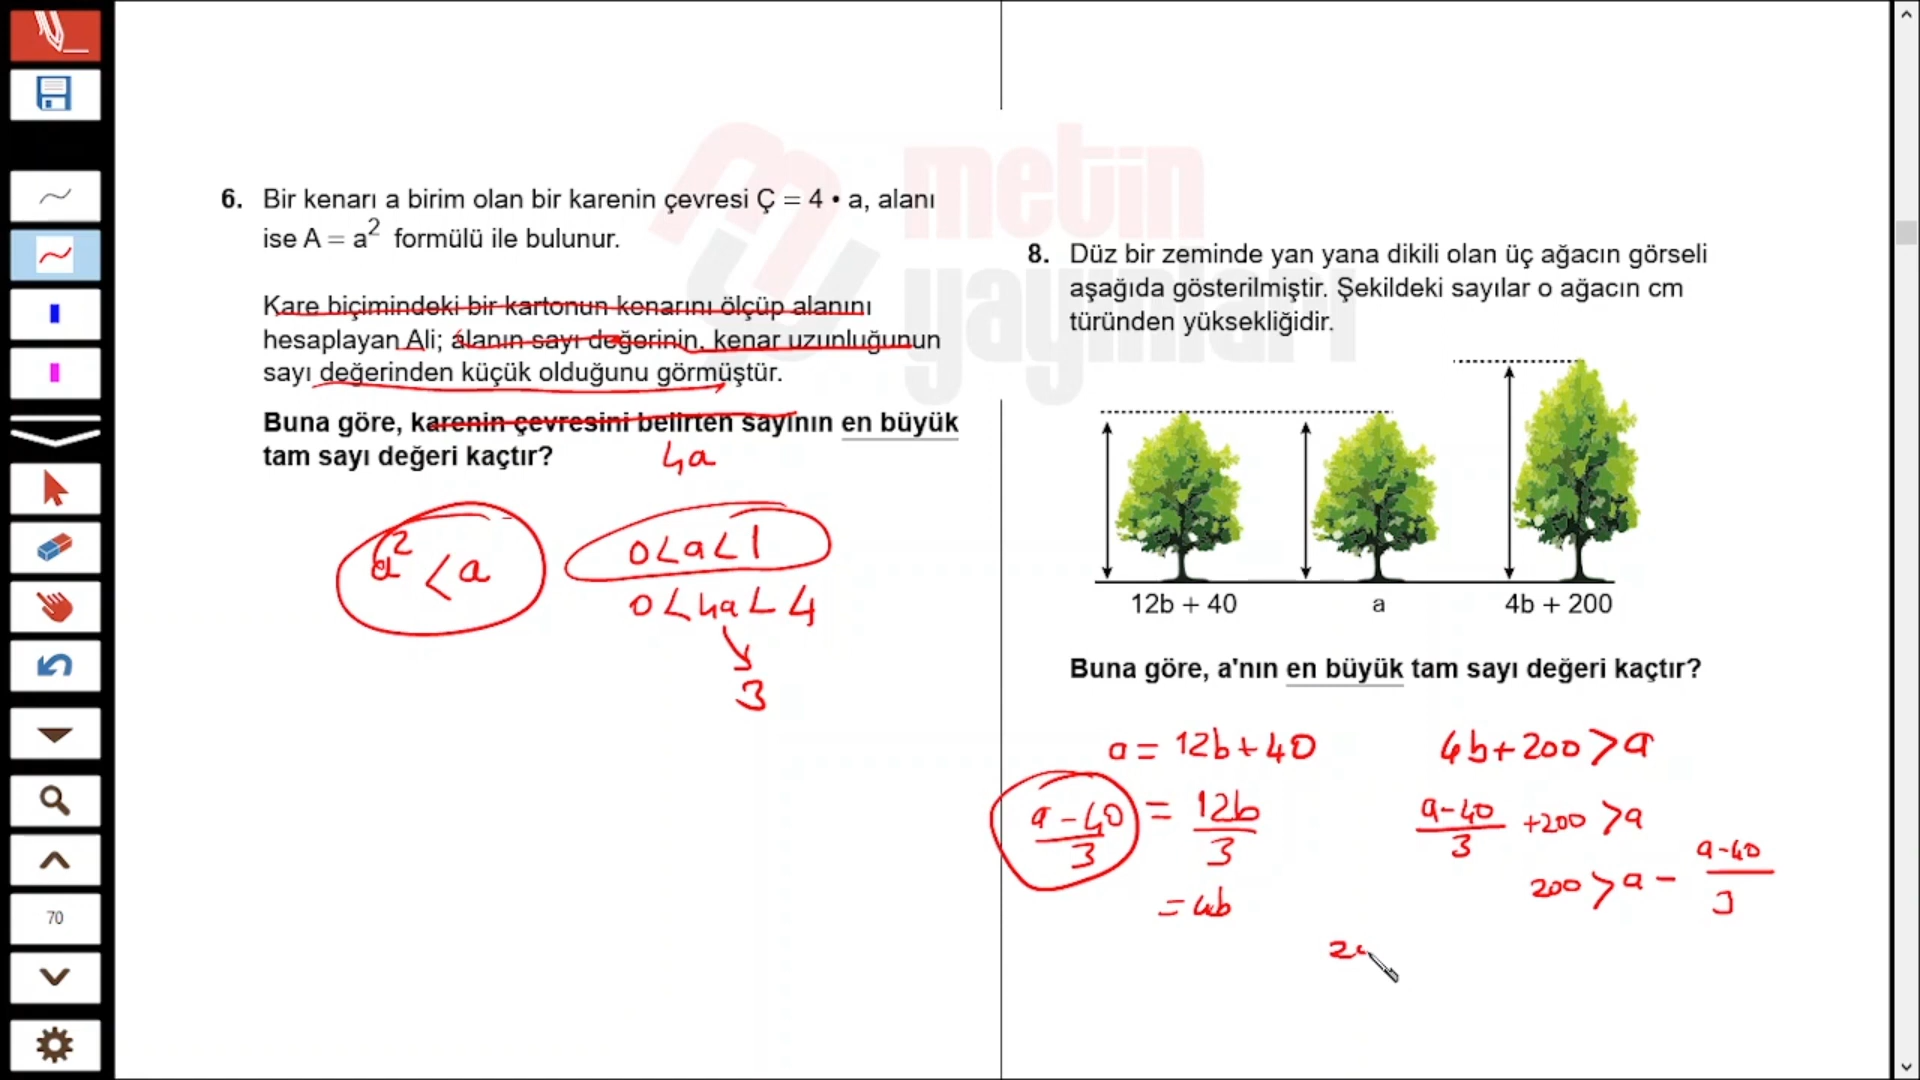 metin
yayınları
6. Bir kenarı a birim olan bir karenin çevresi Ç = 4 • a, alanı
ise A = a² formülü ile bulunur.
Kare biçimindeki bir kartonun kenarını ölçüp alanını
hesaplayan Ali; alanın sayı değerinin, kenar uzunluğunun
sayı değerinden küçük olduğunu görmüştür.
Buna göre, karenin çevresini belirten sayının en büyük
tam sayı değeri kaçtır?
4a
a² < a
0 < a < 1
0 < 4a < 4
3
8. Düz bir zeminde yan yana dikili olan üç ağacın görseli
aşağıda gösterilmiştir. Şekildeki sayılar o ağacın cm
türünden yüksekliğidir.
12b + 40 a 4b + 200
Buna göre, a'nın en büyük tam sayı değeri kaçtır?
a = 12b + 40
(a - 40)/3 = 12b/3
= 4b
4b + 200 > a
(a - 40)/3 + 200 > a
200 > a - (a - 40)/3
70